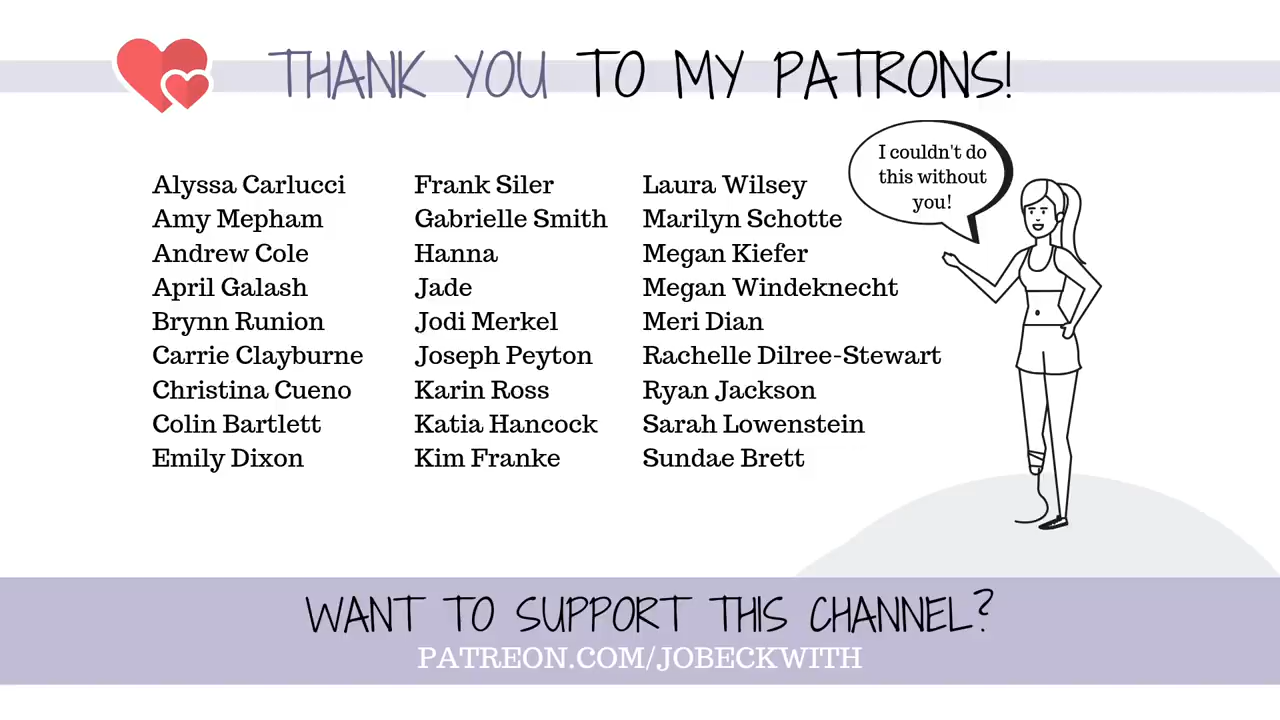 THANK YOU TO MY PATRONS!
I couldn't do
this without
you!
Alyssa Carlucci
Amy Mepham
Andrew Cole
April Galash
Brynn Runion
Carrie Clayburne
Christina Cueno
Colin Bartlett
Emily Dixon
Frank Siler
Gabrielle Smith
Hanna
Jade
Jodi Merkel
Joseph Peyton
Karin Ross
Katia Hancock
Kim Franke
Laura Wilsey
Marilyn Schotte
Megan Kiefer
Megan Windeknecht
Meri Dian
Rachelle Dilree-Stewart
Ryan Jackson
Sarah Lowenstein
Sundae Brett
WANT TO SUPPORT THIS CHANNEL?
PATREON.COM/JOBECKWITH